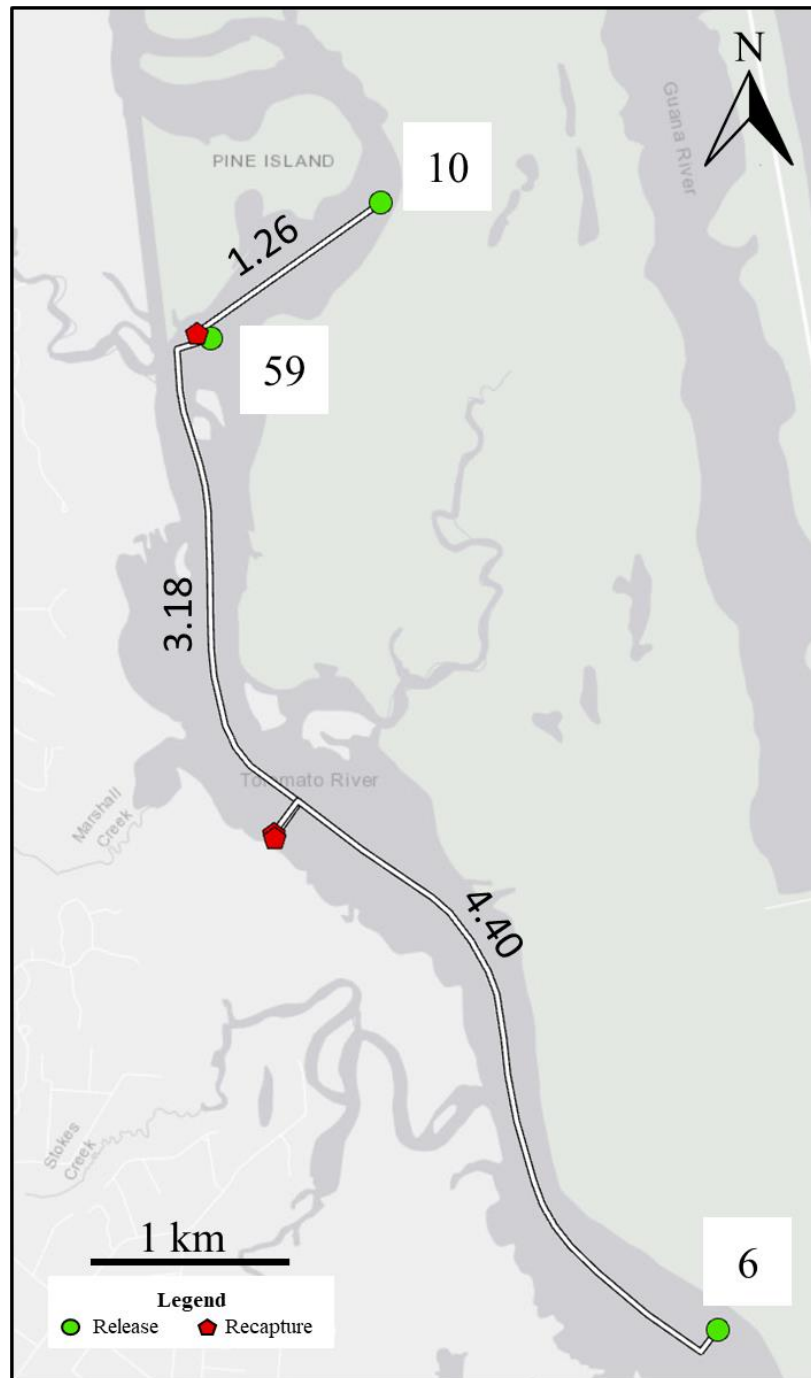 N
Guana River
PINE ISLAND
10
1.26
59
3.18
Tolomato River
Marshall
Creek
4.40
Stokes
Creek
6
1 km
Legend
Release
Recapture